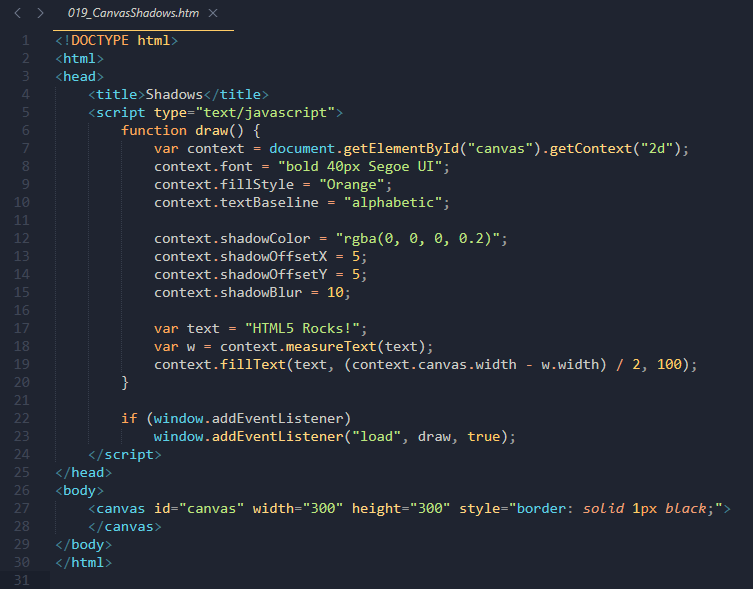 019_CanvasShadows.htm
1 <!DOCTYPE html>
2 <html>
3 <head>
4     <title>Shadows</title>
5     <script type="text/javascript">
6         function draw() {
7             var context = document.getElementById("canvas").getContext("2d");
8             context.font = "bold 40px Segoe UI";
9             context.fillStyle = "Orange";
10             context.textBaseline = "alphabetic";
11
12             context.shadowColor = "rgba(0, 0, 0, 0.2)";
13             context.shadowOffsetX = 5;
14             context.shadowOffsetY = 5;
15             context.shadowBlur = 10;
16
17             var text = "HTML5 Rocks!";
18             var w = context.measureText(text);
19             context.fillText(text, (context.canvas.width - w.width) / 2, 100);
20         }
21
22         if (window.addEventListener)
23             window.addEventListener("load", draw, true);
24     </script>
25 </head>
26 <body>
27     <canvas id="canvas" width="300" height="300" style="border: solid 1px black;">
28     </canvas>
29 </body>
30 </html>
31